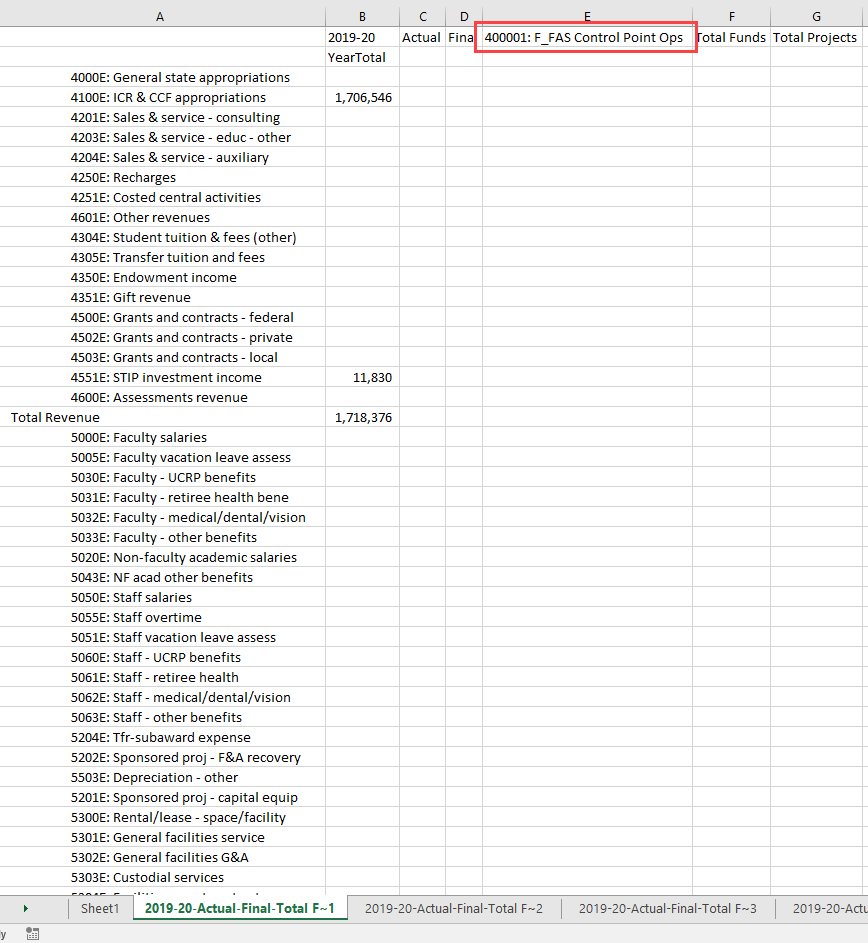 A B C D E F G
2019-20 Actual Fina 400001: F_FAS Control Point Ops Total Funds Total Projects
YearTotal
4000E: General state appropriations
4100E: ICR & CCF appropriations 1,706,546
4201E: Sales & service - consulting
4203E: Sales & service - educ - other
4204E: Sales & service - auxiliary
4250E: Recharges
4251E: Costed central activities
4601E: Other revenues
4304E: Student tuition & fees (other)
4305E: Transfer tuition and fees
4350E: Endowment income
4351E: Gift revenue
4500E: Grants and contracts - federal
4502E: Grants and contracts - private
4503E: Grants and contracts - local
4551E: STIP investment income 11,830
4600E: Assessments revenue
Total Revenue 1,718,376
5000E: Faculty salaries
5005E: Faculty vacation leave assess
5030E: Faculty - UCRP benefits
5031E: Faculty - retiree health bene
5032E: Faculty - medical/dental/vision
5033E: Faculty - other benefits
5020E: Non-faculty academic salaries
5043E: NF acad other benefits
5050E: Staff salaries
5055E: Staff overtime
5051E: Staff vacation leave assess
5060E: Staff - UCRP benefits
5061E: Staff - retiree health
5062E: Staff - medical/dental/vision
5063E: Staff - other benefits
5204E: Tfr-subaward expense
5202E: Sponsored proj - F&A recovery
5503E: Depreciation - other
5201E: Sponsored proj - capital equip
5300E: Rental/lease - space/facility
5301E: General facilities service
5302E: General facilities G&A
5303E: Custodial services
Sheet1 2019-20-Actual-Final-Total F~1 2019-20-Actual-Final-Total F~2 2019-20-Actual-Final-Total F~3 2019-20-Actu